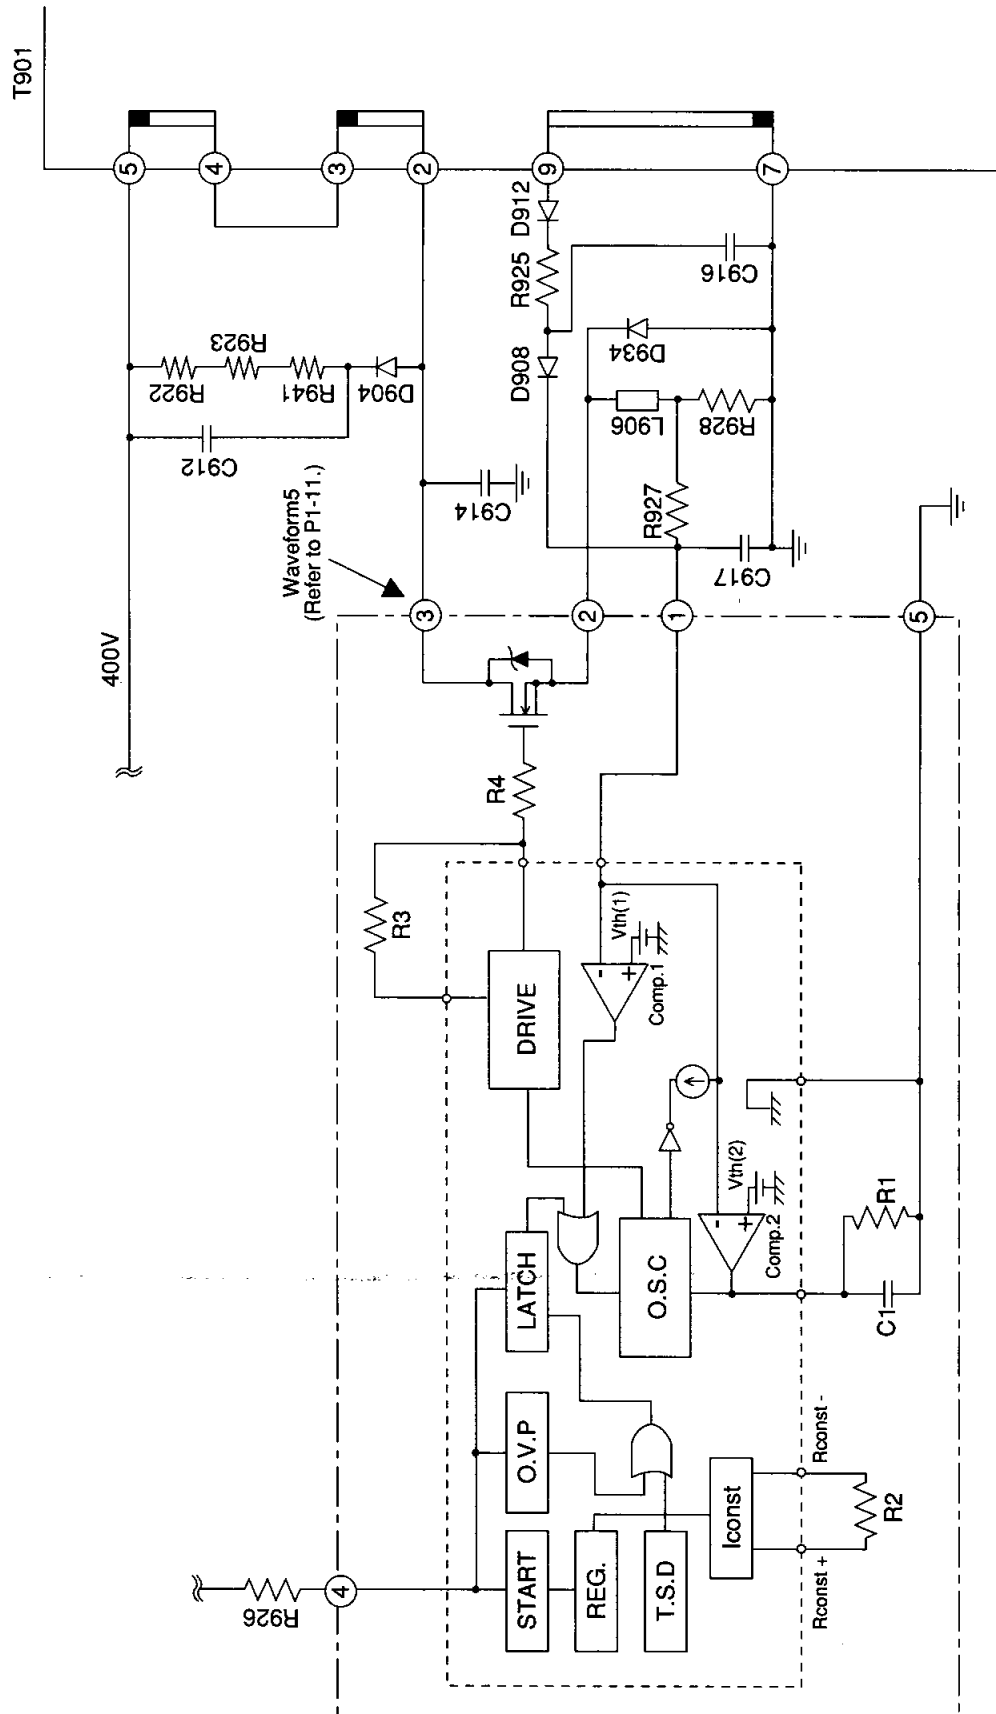 T901
5
4
3
2
9
7
D912
R925
C916
D908
D934
L906
R928
R927
C917
R922
R923
R941
D904
C912
C914
Waveform5
(Refer to P1-11.)
400V
3
2
1
5
R4
R3
DRIVE
Vth(1)
-
+
Comp.1
Vth(2)
-
+
Comp.2
LATCH
O.S.C
R1
C1
O.V.P
START
REG.
T.S.D
Iconst
Rconst -
Rconst +
R2
4
R926